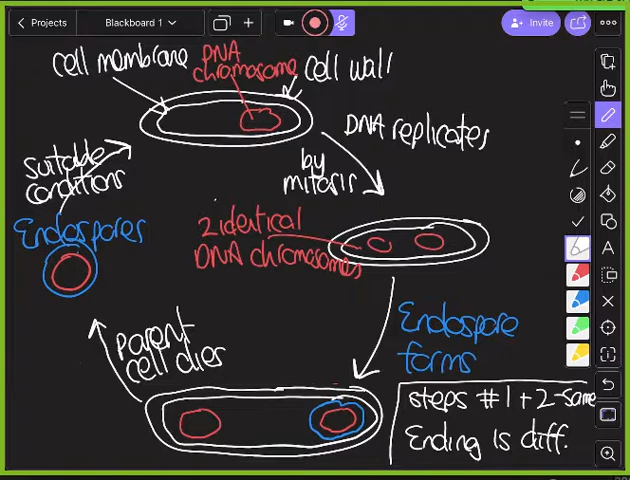 Projects
Blackboard 1
Invite
cell membrane
DNA
chromosome
cell wall
DNA replicates
by
mitosis
suitable
conditions
Endospores
2 identical
DNA chromosomes
Endospore
forms
parent
cell dies
steps #1+2-same
Ending is diff.